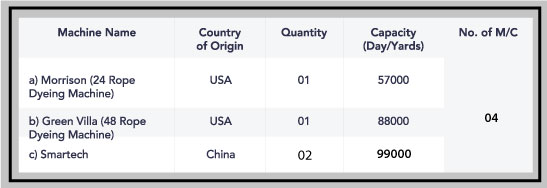 Machine Name Country of Origin Quantity Capacity (Day/Yards) No. of M/C
a) Morrison (24 Rope Dyeing Machine) USA 01 57000
b) Green Villa (48 Rope Dyeing Machine) USA 01 88000
04
c) Smartech China 02 99000